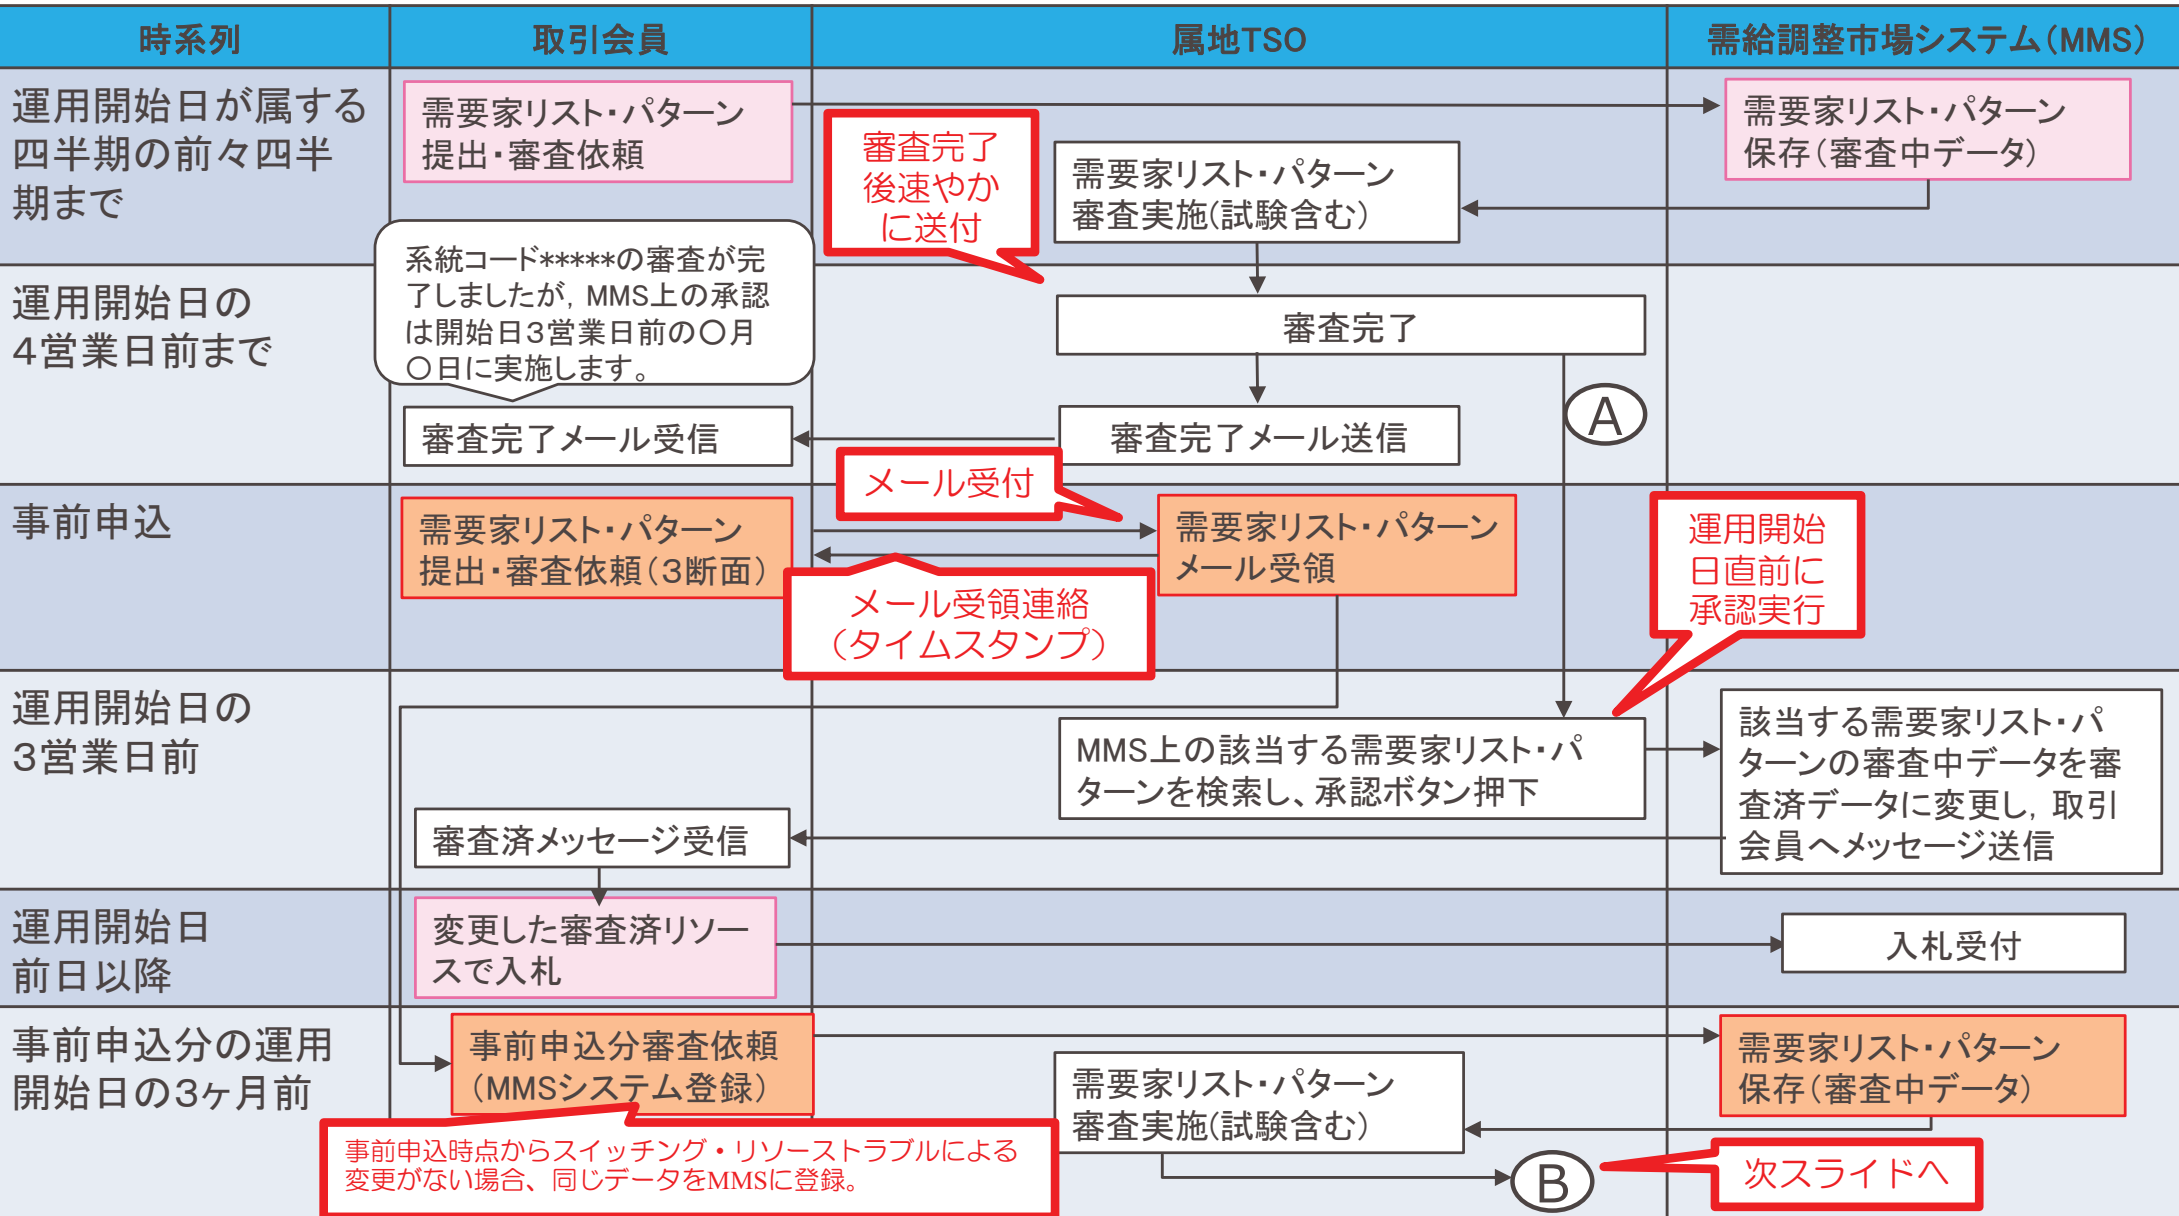 時系列
取引会員
属地TSO
需給調整市場システム（MMS）
運用開始日が属する
四半期の前々四半
期まで
需要家リスト・パターン
提出・審査依頼
審査完了
後速やか
に送付
需要家リスト・パターン
審査実施(試験含む）
需要家リスト・パターン
保存（審査中データ）
運用開始日の
４営業日前まで
系統コード*****の審査が完
了しましたが，MMS上の承認
は開始日３営業日前の〇月
〇日に実施します。
審査完了
審査完了メール受信
審査完了メール送信
A
事前申込
需要家リスト・パターン
提出・審査依頼（３断面）
メール受付
需要家リスト・パターン
メール受領
メール受領連絡
（タイムスタンプ）
運用開始
日直前に
承認実行
運用開始日の
３営業日前
MMS上の該当する需要家リスト・パ
ターンを検索し、承認ボタン押下
該当する需要家リスト・パ
ターンの審査中データを審
査済データに変更し，取引
会員へメッセージ送信
審査済メッセージ受信
運用開始日
前日以降
変更した審査済リソー
スで入札
入札受付
事前申込分の運用
開始日の３ヶ月前
事前申込分審査依頼
（MMSシステム登録）
需要家リスト・パターン
審査実施(試験含む）
需要家リスト・パターン
保存（審査中データ）
事前申込時点からスイッチング・リソーストラブルによる
変更がない場合、同じデータをMMSに登録。
B
次スライドへ